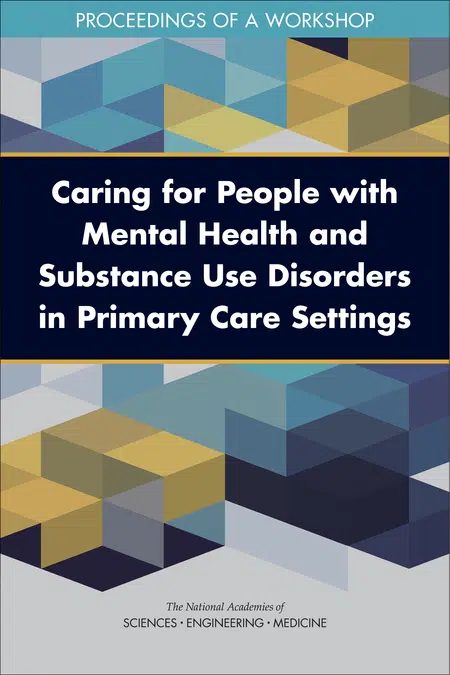 PROCEEDINGS OF A WORKSHOP
Caring for People with
Mental Health and
Substance Use Disorders
in Primary Care Settings
The National Academies of
SCIENCES • ENGINEERING • MEDICINE